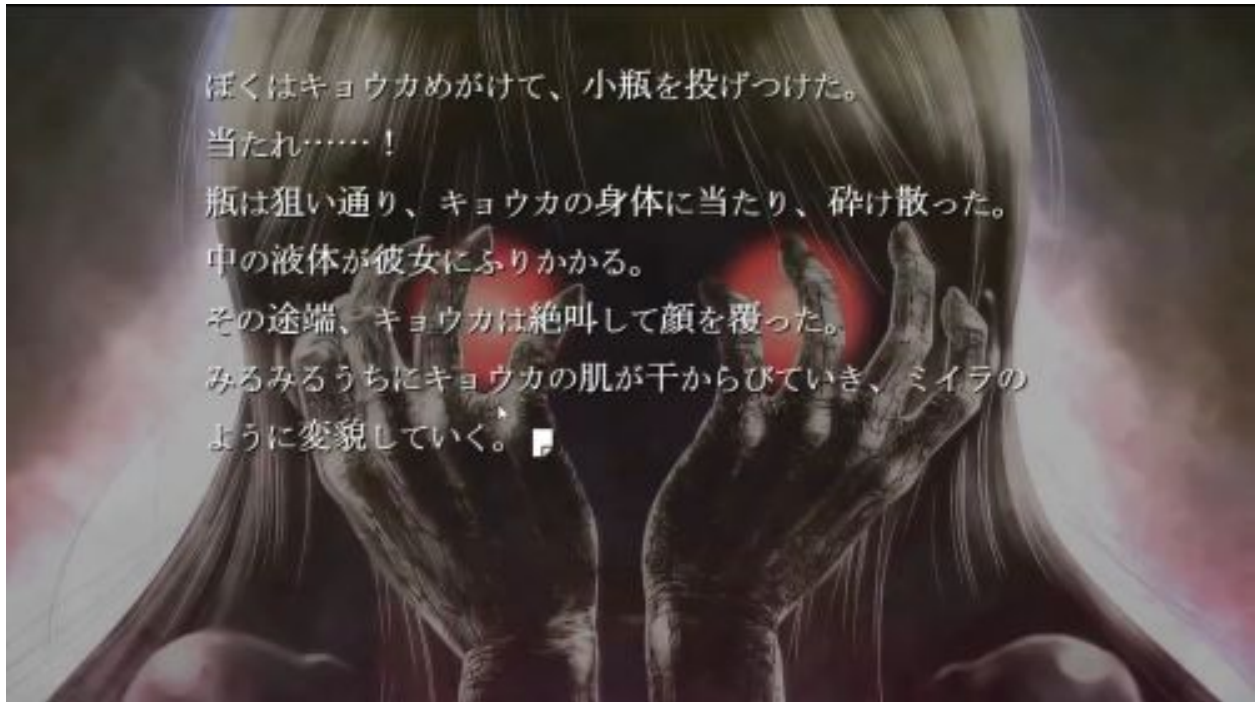 ぼくはキョウカめがけて、小瓶を投げつけた。
当たれ……！
瓶は狙い通り、キョウカの身体に当たり、砕け散った。
中の液体が彼女にふりかかる。
その途端、キョウカは絶叫して顔を覆った。
みるみるうちにキョウカの肌が干からびていき、ミイラの
ように変貌していく。